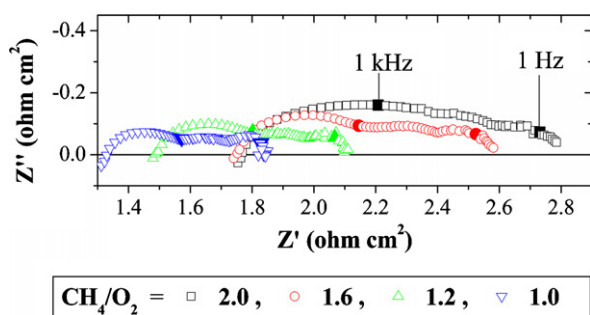 -0.4
-0.2
0.0
Z'' (ohm cm²)
1 kHz
1 Hz
1.4 1.6 1.8 2.0 2.2 2.4 2.6 2.8
Z' (ohm cm²)
CH₄/O₂ = □ 2.0 , ○ 1.6 , △ 1.2 , ▽ 1.0